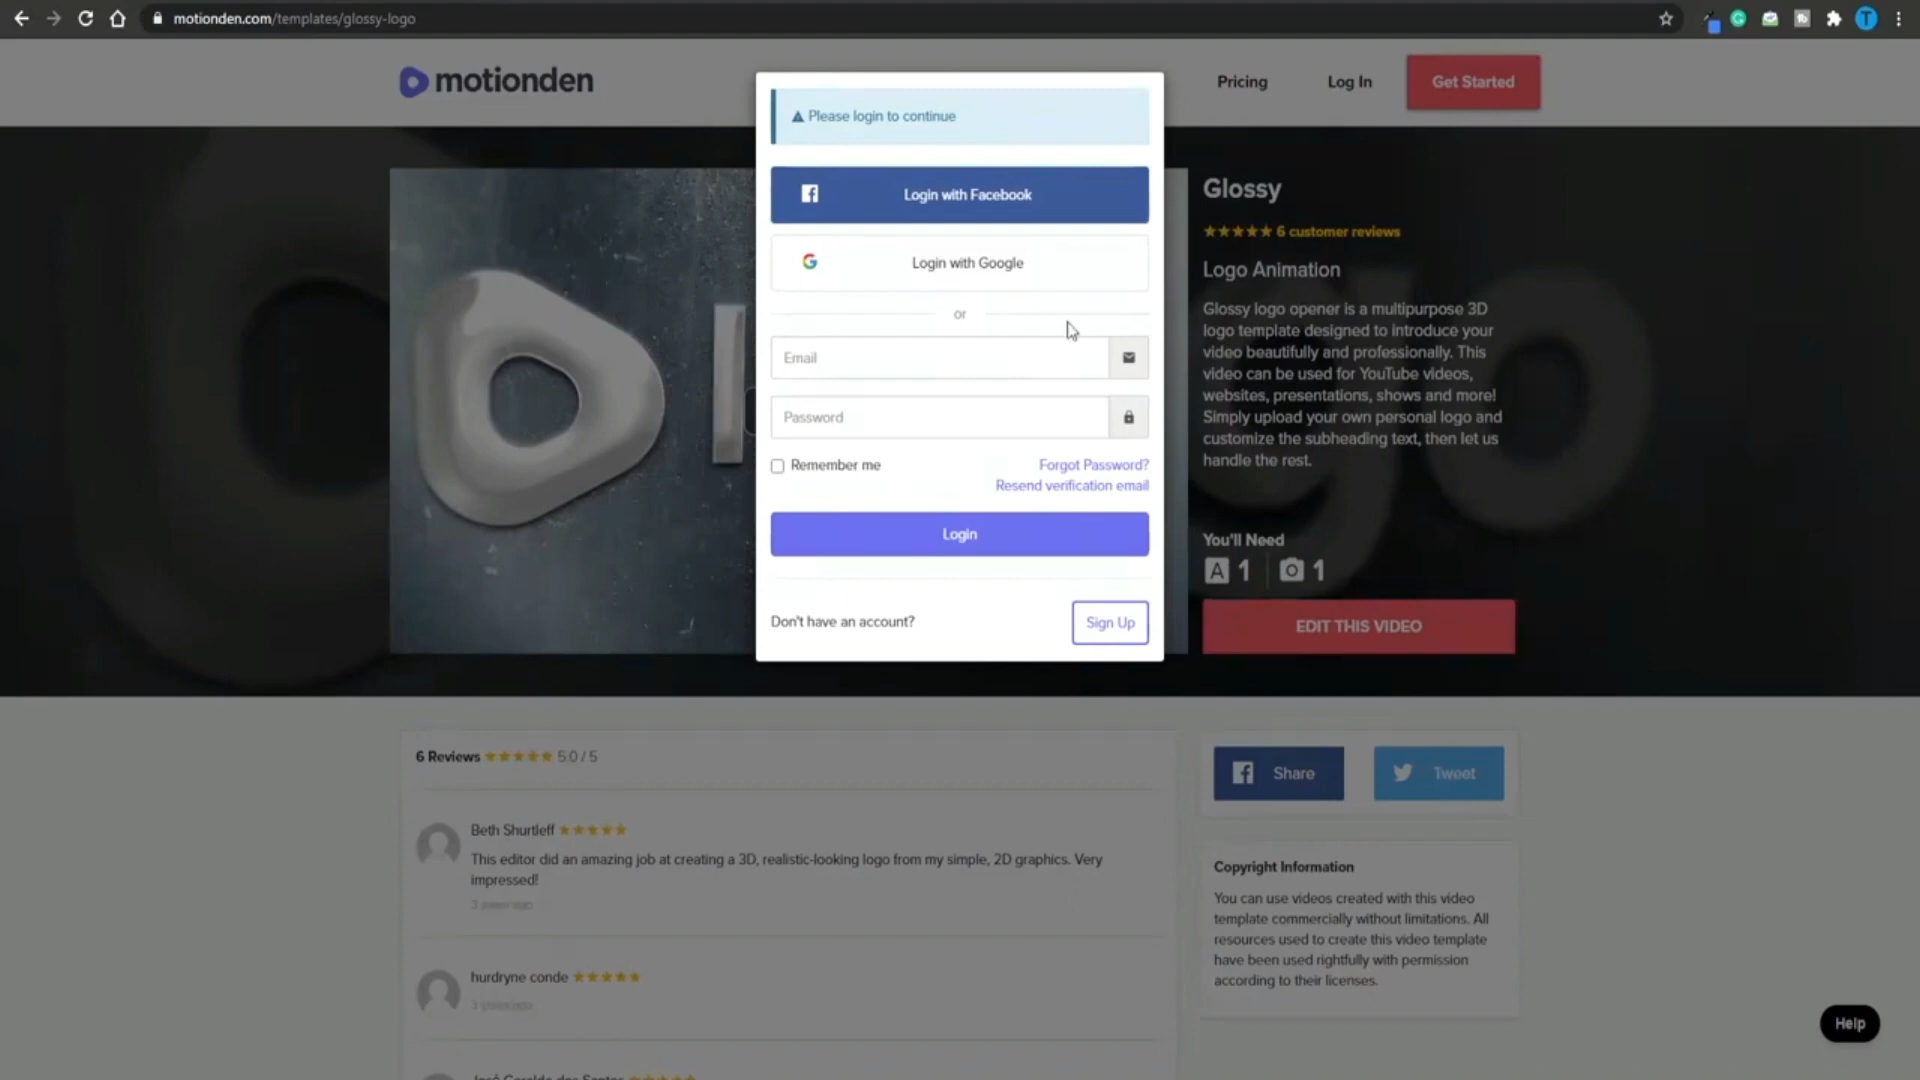 motionden.com/templates/glossy-logo
T
motionden
Pricing
Log In
Get Started
Please login to continue
Login with Facebook
Login with Google
or
Email
Password
Remember me
Forgot Password?
Resend verification email
Login
Don't have an account?
Sign Up
Glossy
6 customer reviews
Logo Animation
Glossy logo opener is a multipurpose 3D
logo template designed to introduce your
video beautifully and professionally. This
video can be used for YouTube videos,
websites, presentations, shows and more!
Simply upload your own personal logo and
customize the subheading text, then let us
handle the rest.
You'll Need
A 1
1
EDIT THIS VIDEO
6 Reviews 5.0 / 5
Beth Shurtleff
This editor did an amazing job at creating a 3D, realistic-looking logo from my simple, 2D graphics. Very
impressed!
3 years ago
hurdryne conde
3 years ago
Share
Tweet
Copyright Information
You can use videos created with this video
template commercially without limitations. All
resources used to create this video template
have been used rightfully with permission
according to their licenses.
Help